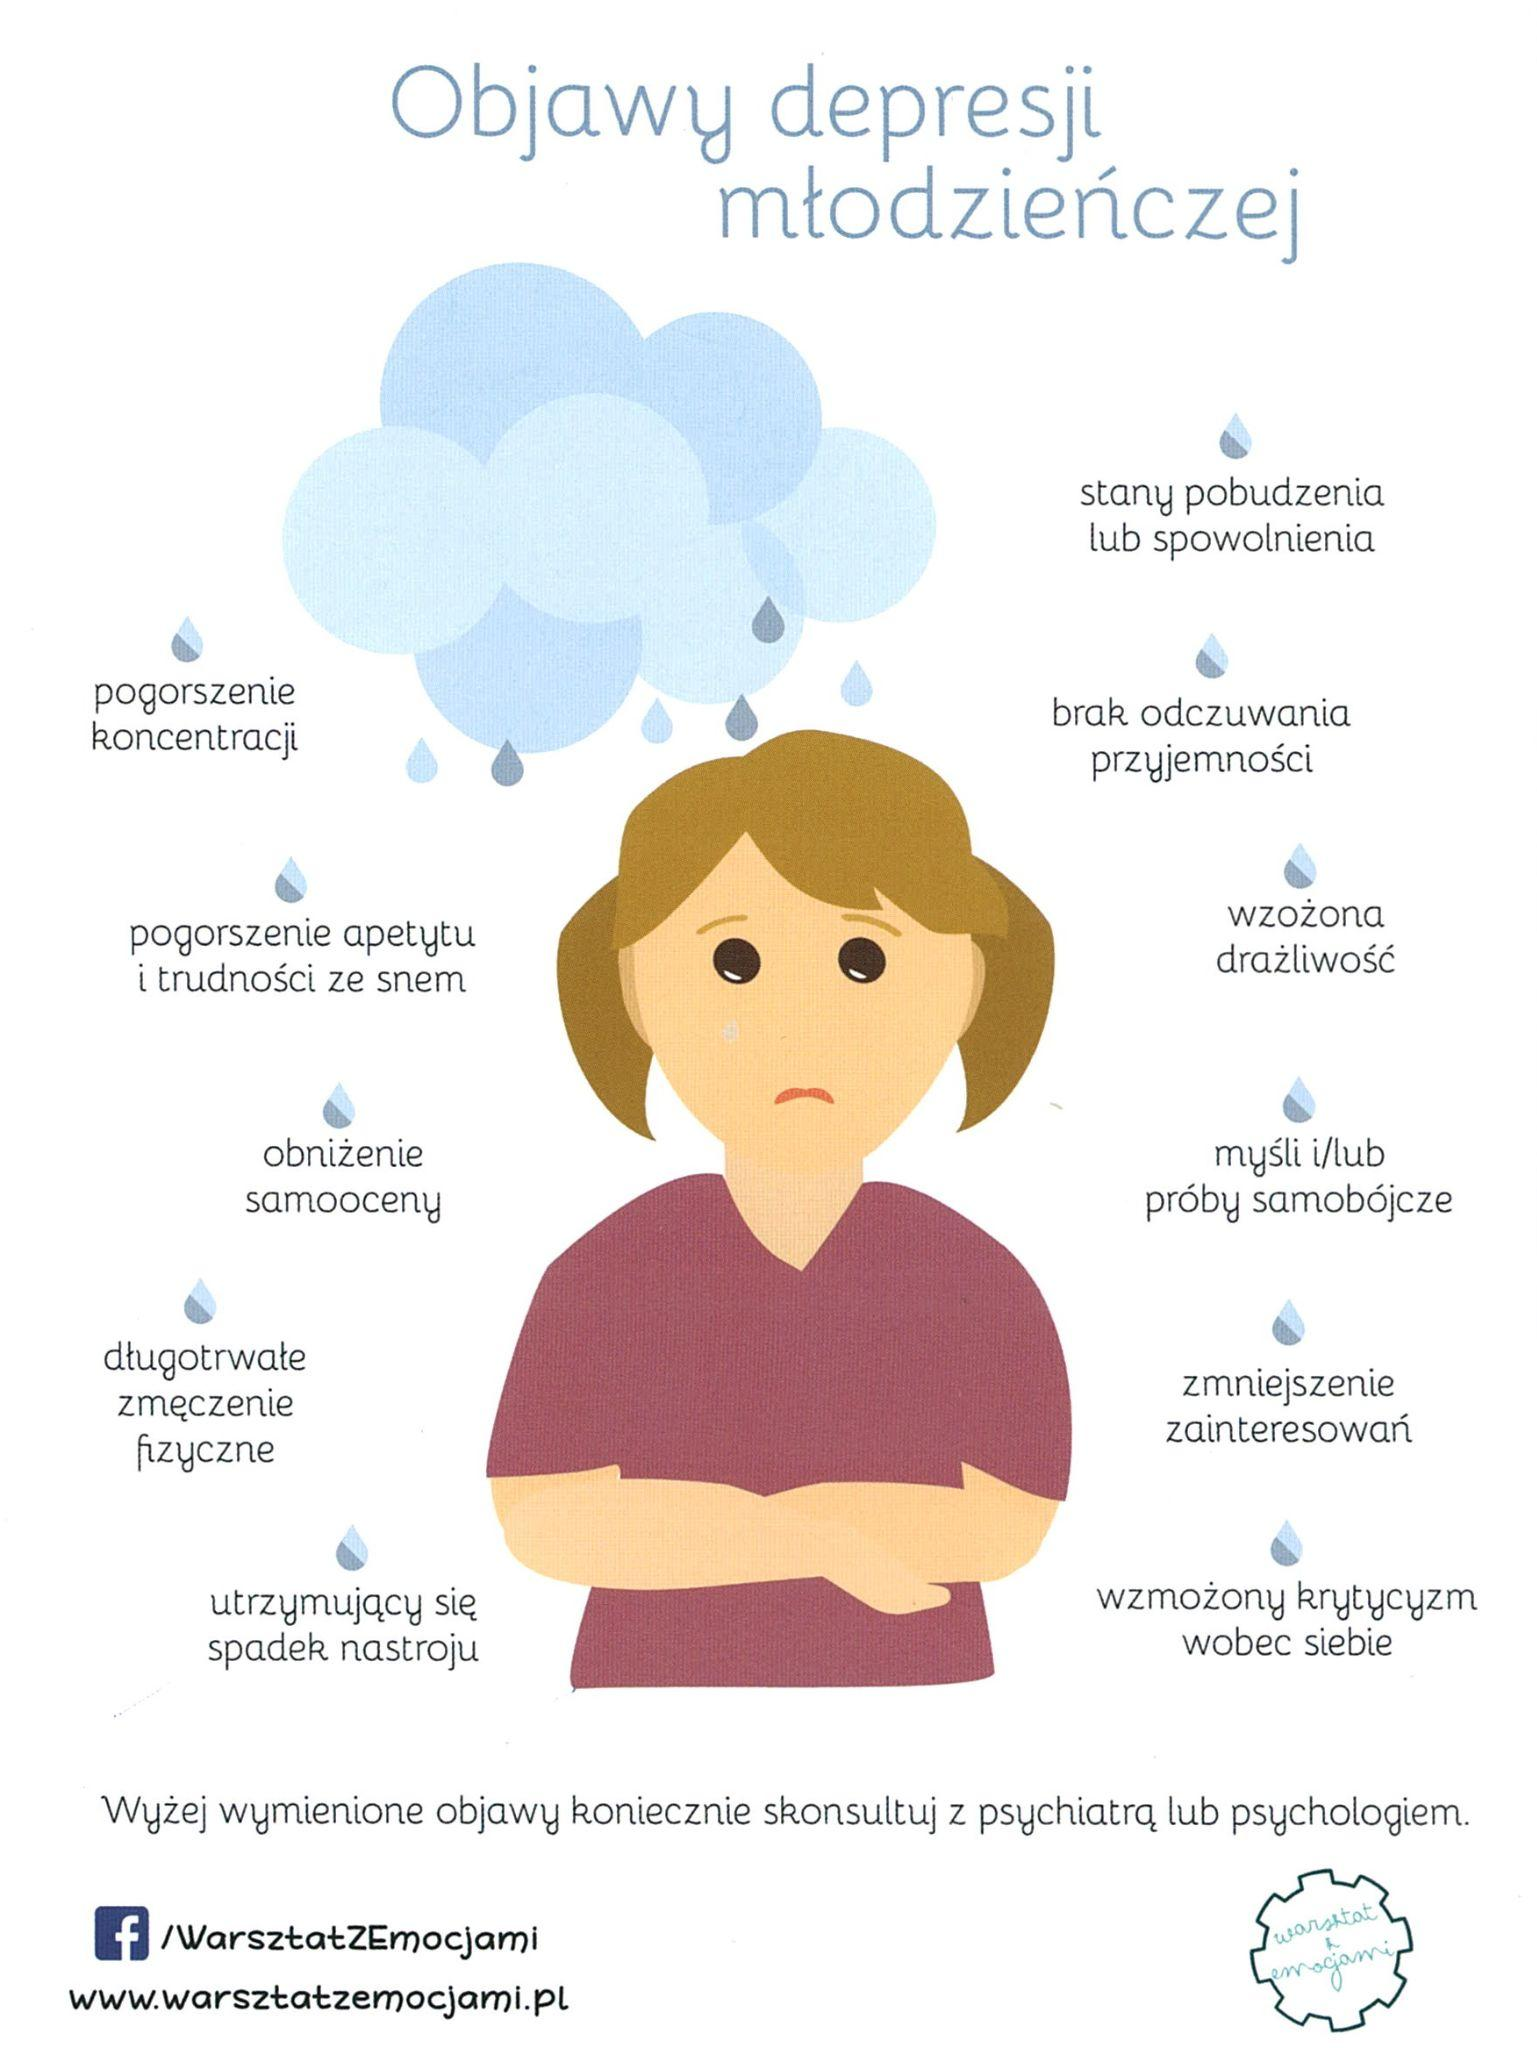 Objawy depresji
młodzieńczej
stany pobudzenia
lub spowolnienia
pogorszenie
koncentracji
brak odczuwania
przyjemności
pogorszenie apetytu
i trudności ze snem
wzożona
drażliwość
obniżenie
samooceny
myśli i/lub
próby samobójcze
długotrwałe
zmęczenie
fizyczne
zmniejszenie
zainteresowań
utrzymujący się
spadek nastroju
wzmożony krytycyzm
wobec siebie
Wyżej wymienione objawy koniecznie skonsultuj z psychiatrą lub psychologiem.
/WarsztatZEmocjami
www.warsztatzemocjami.pl
warsztat
z
emocjami